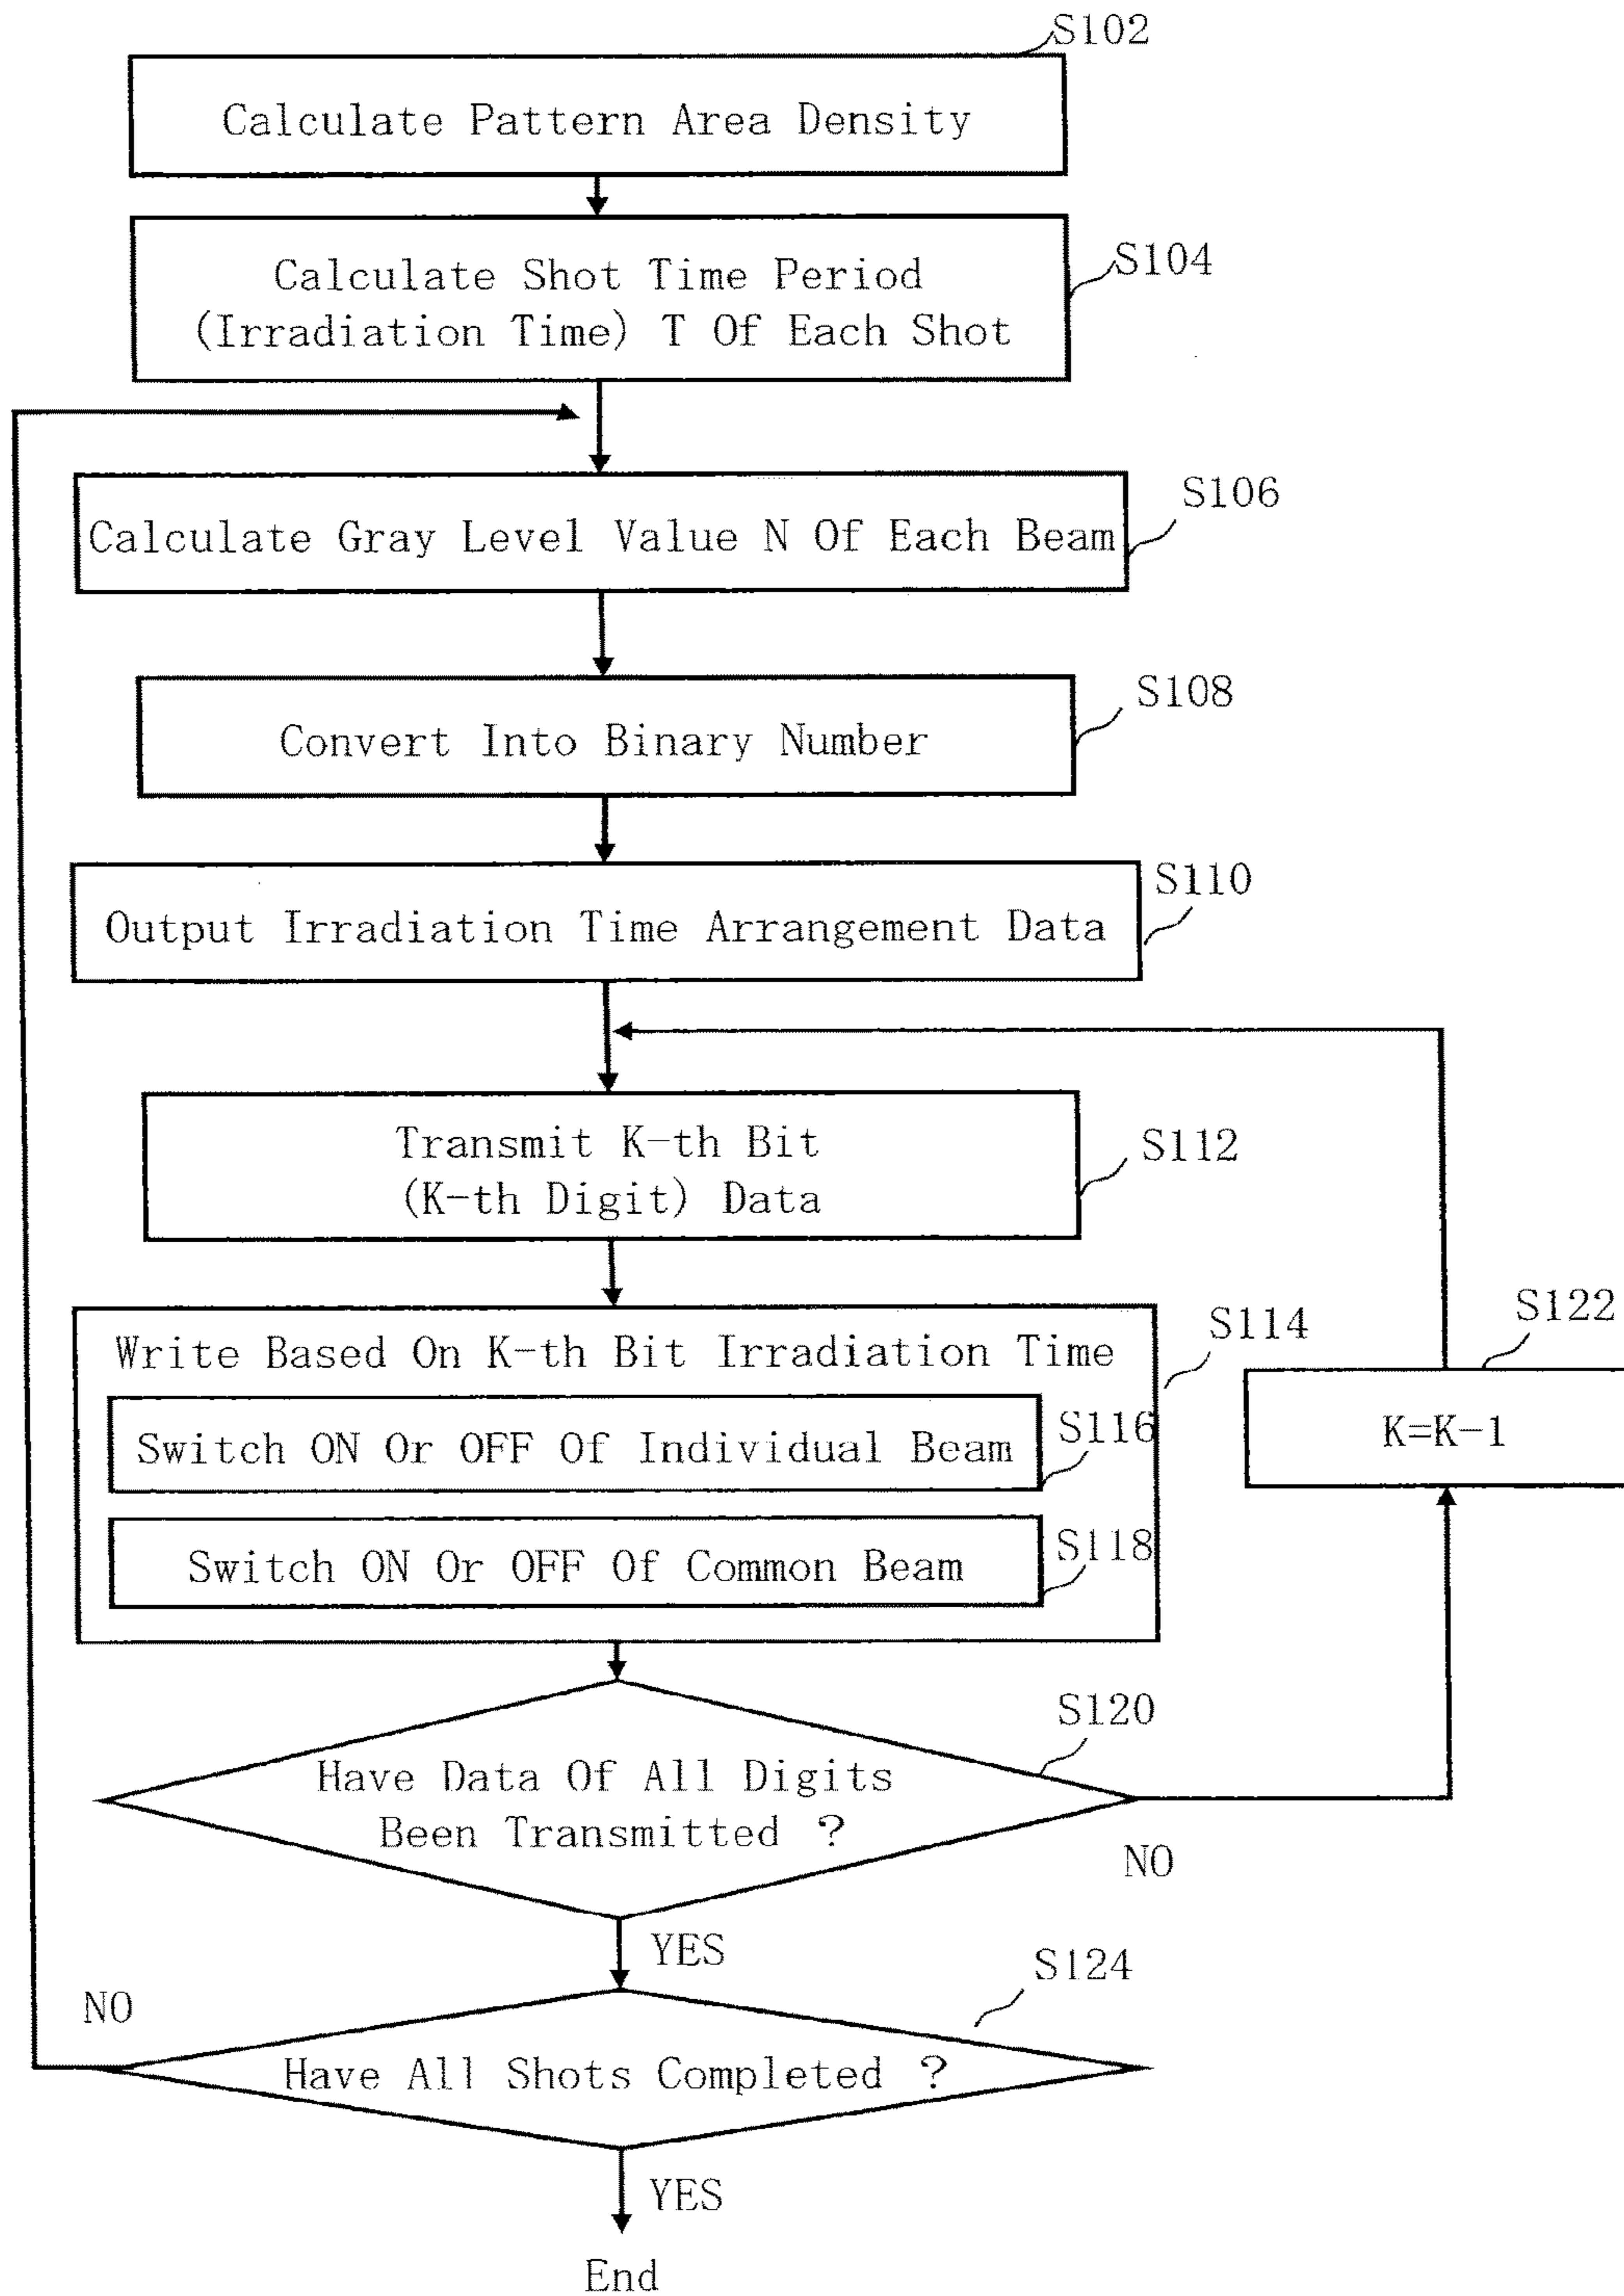 S102
Calculate Pattern Area Density
S104
Calculate Shot Time Period
(Irradiation Time) T Of Each Shot
S106
Calculate Gray Level Value N Of Each Beam
S108
Convert Into Binary Number
S110
Output Irradiation Time Arrangement Data
Transmit K-th Bit
(K-th Digit) Data
S112
S122
S114
Write Based On K-th Bit Irradiation Time
S116
Switch ON Or OFF Of Individual Beam
K=K-1
S118
Switch ON Or OFF Of Common Beam
S120
Have Data Of All Digits
Been Transmitted ?
NO
YES
S124
NO
Have All Shots Completed ?
YES
End